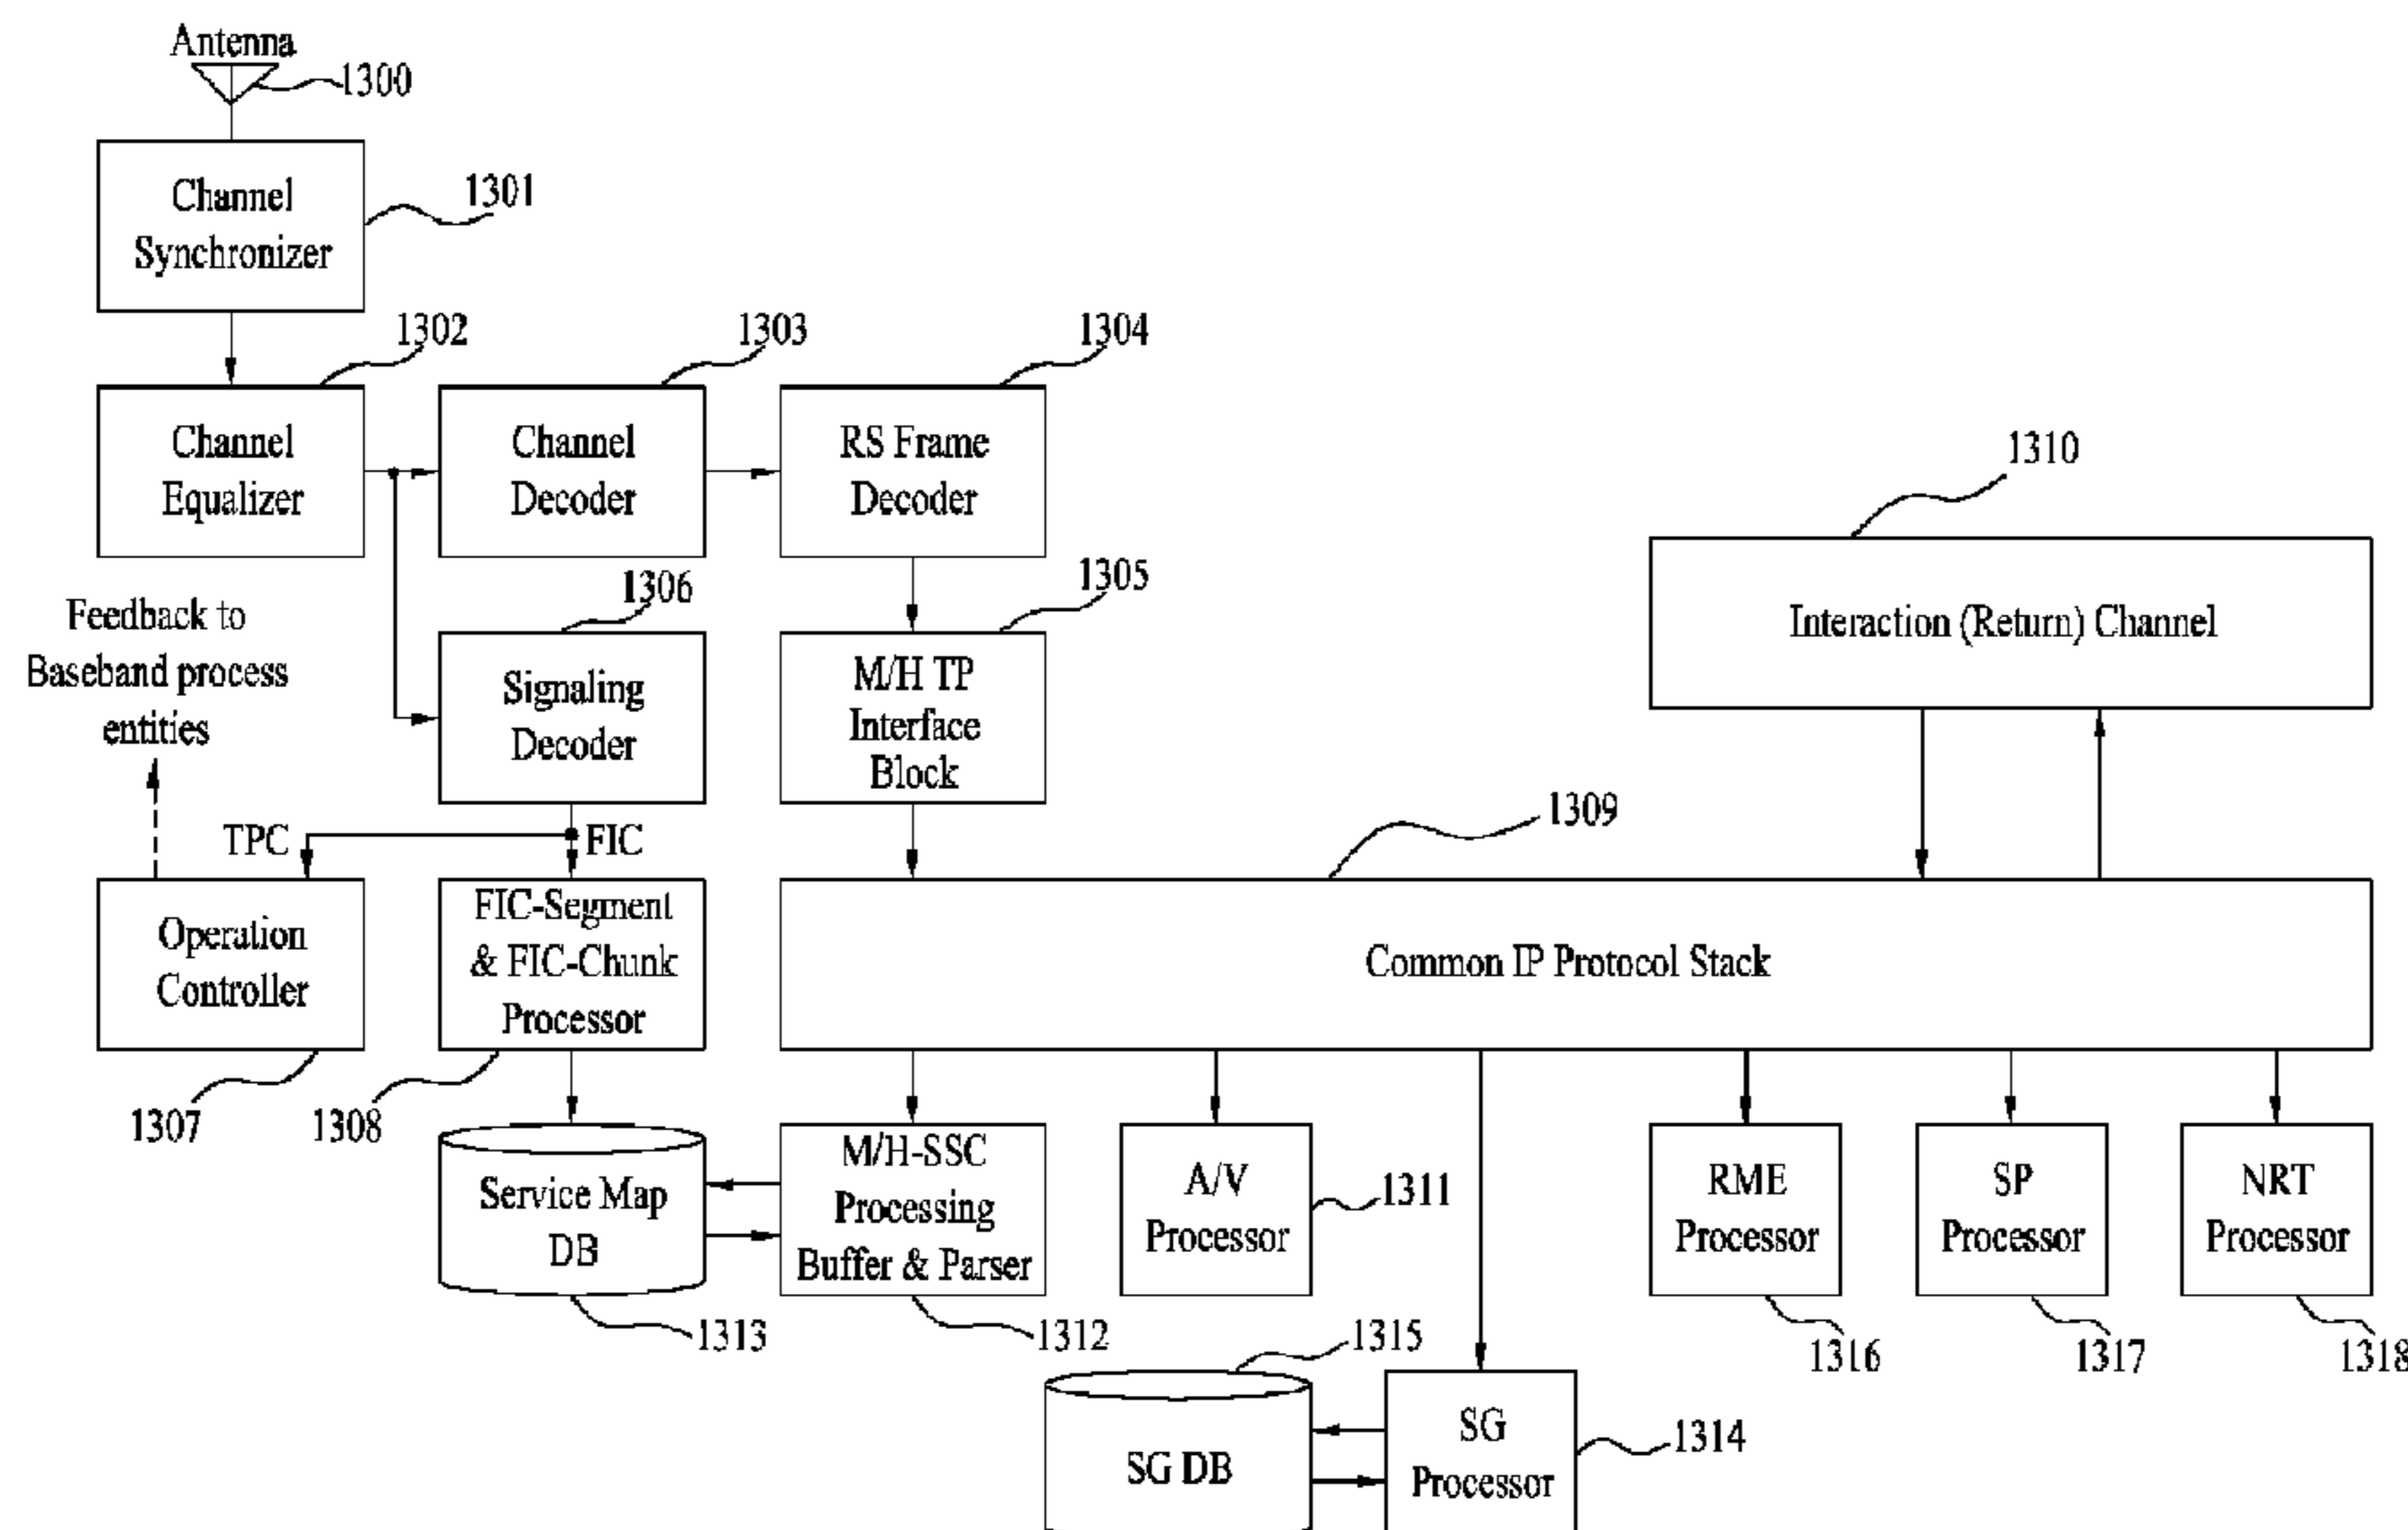 Antenna
1300
Channel
Synchronizer
1301
1302
1303
1304
Channel
Equalizer
Channel
Decoder
RS Frame
Decoder
1310
Interaction (Return) Channel
Feedback to
Baseband process
entities
1306
Signaling
Decoder
1305
M/H TP
Interface
Block
1309
TPC
FIC
Operation
Controller
FIC-Segment
& FIC-Chunk
Processor
Common IP Protocol Stack
1307
1308
Service Map
DB
M/H-SSC
Processing
Buffer & Parser
A/V
Processor
1311
RME
Processor
SP
Processor
NRT
Processor
1313
1312
1315
1316
1317
1318
SG DB
SG
Processor
1314